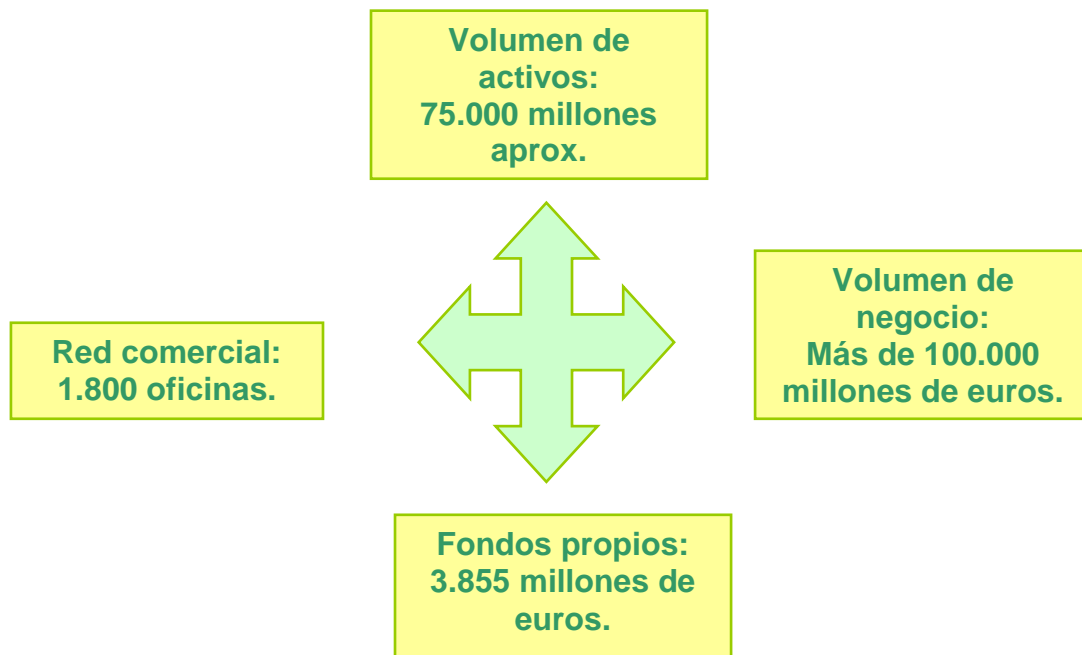 Volumen de
activos:
75.000 millones
aprox.
Red comercial:
1.800 oficinas.
Volumen de
negocio:
Más de 100.000
millones de euros.
Fondos propios:
3.855 millones de
euros.